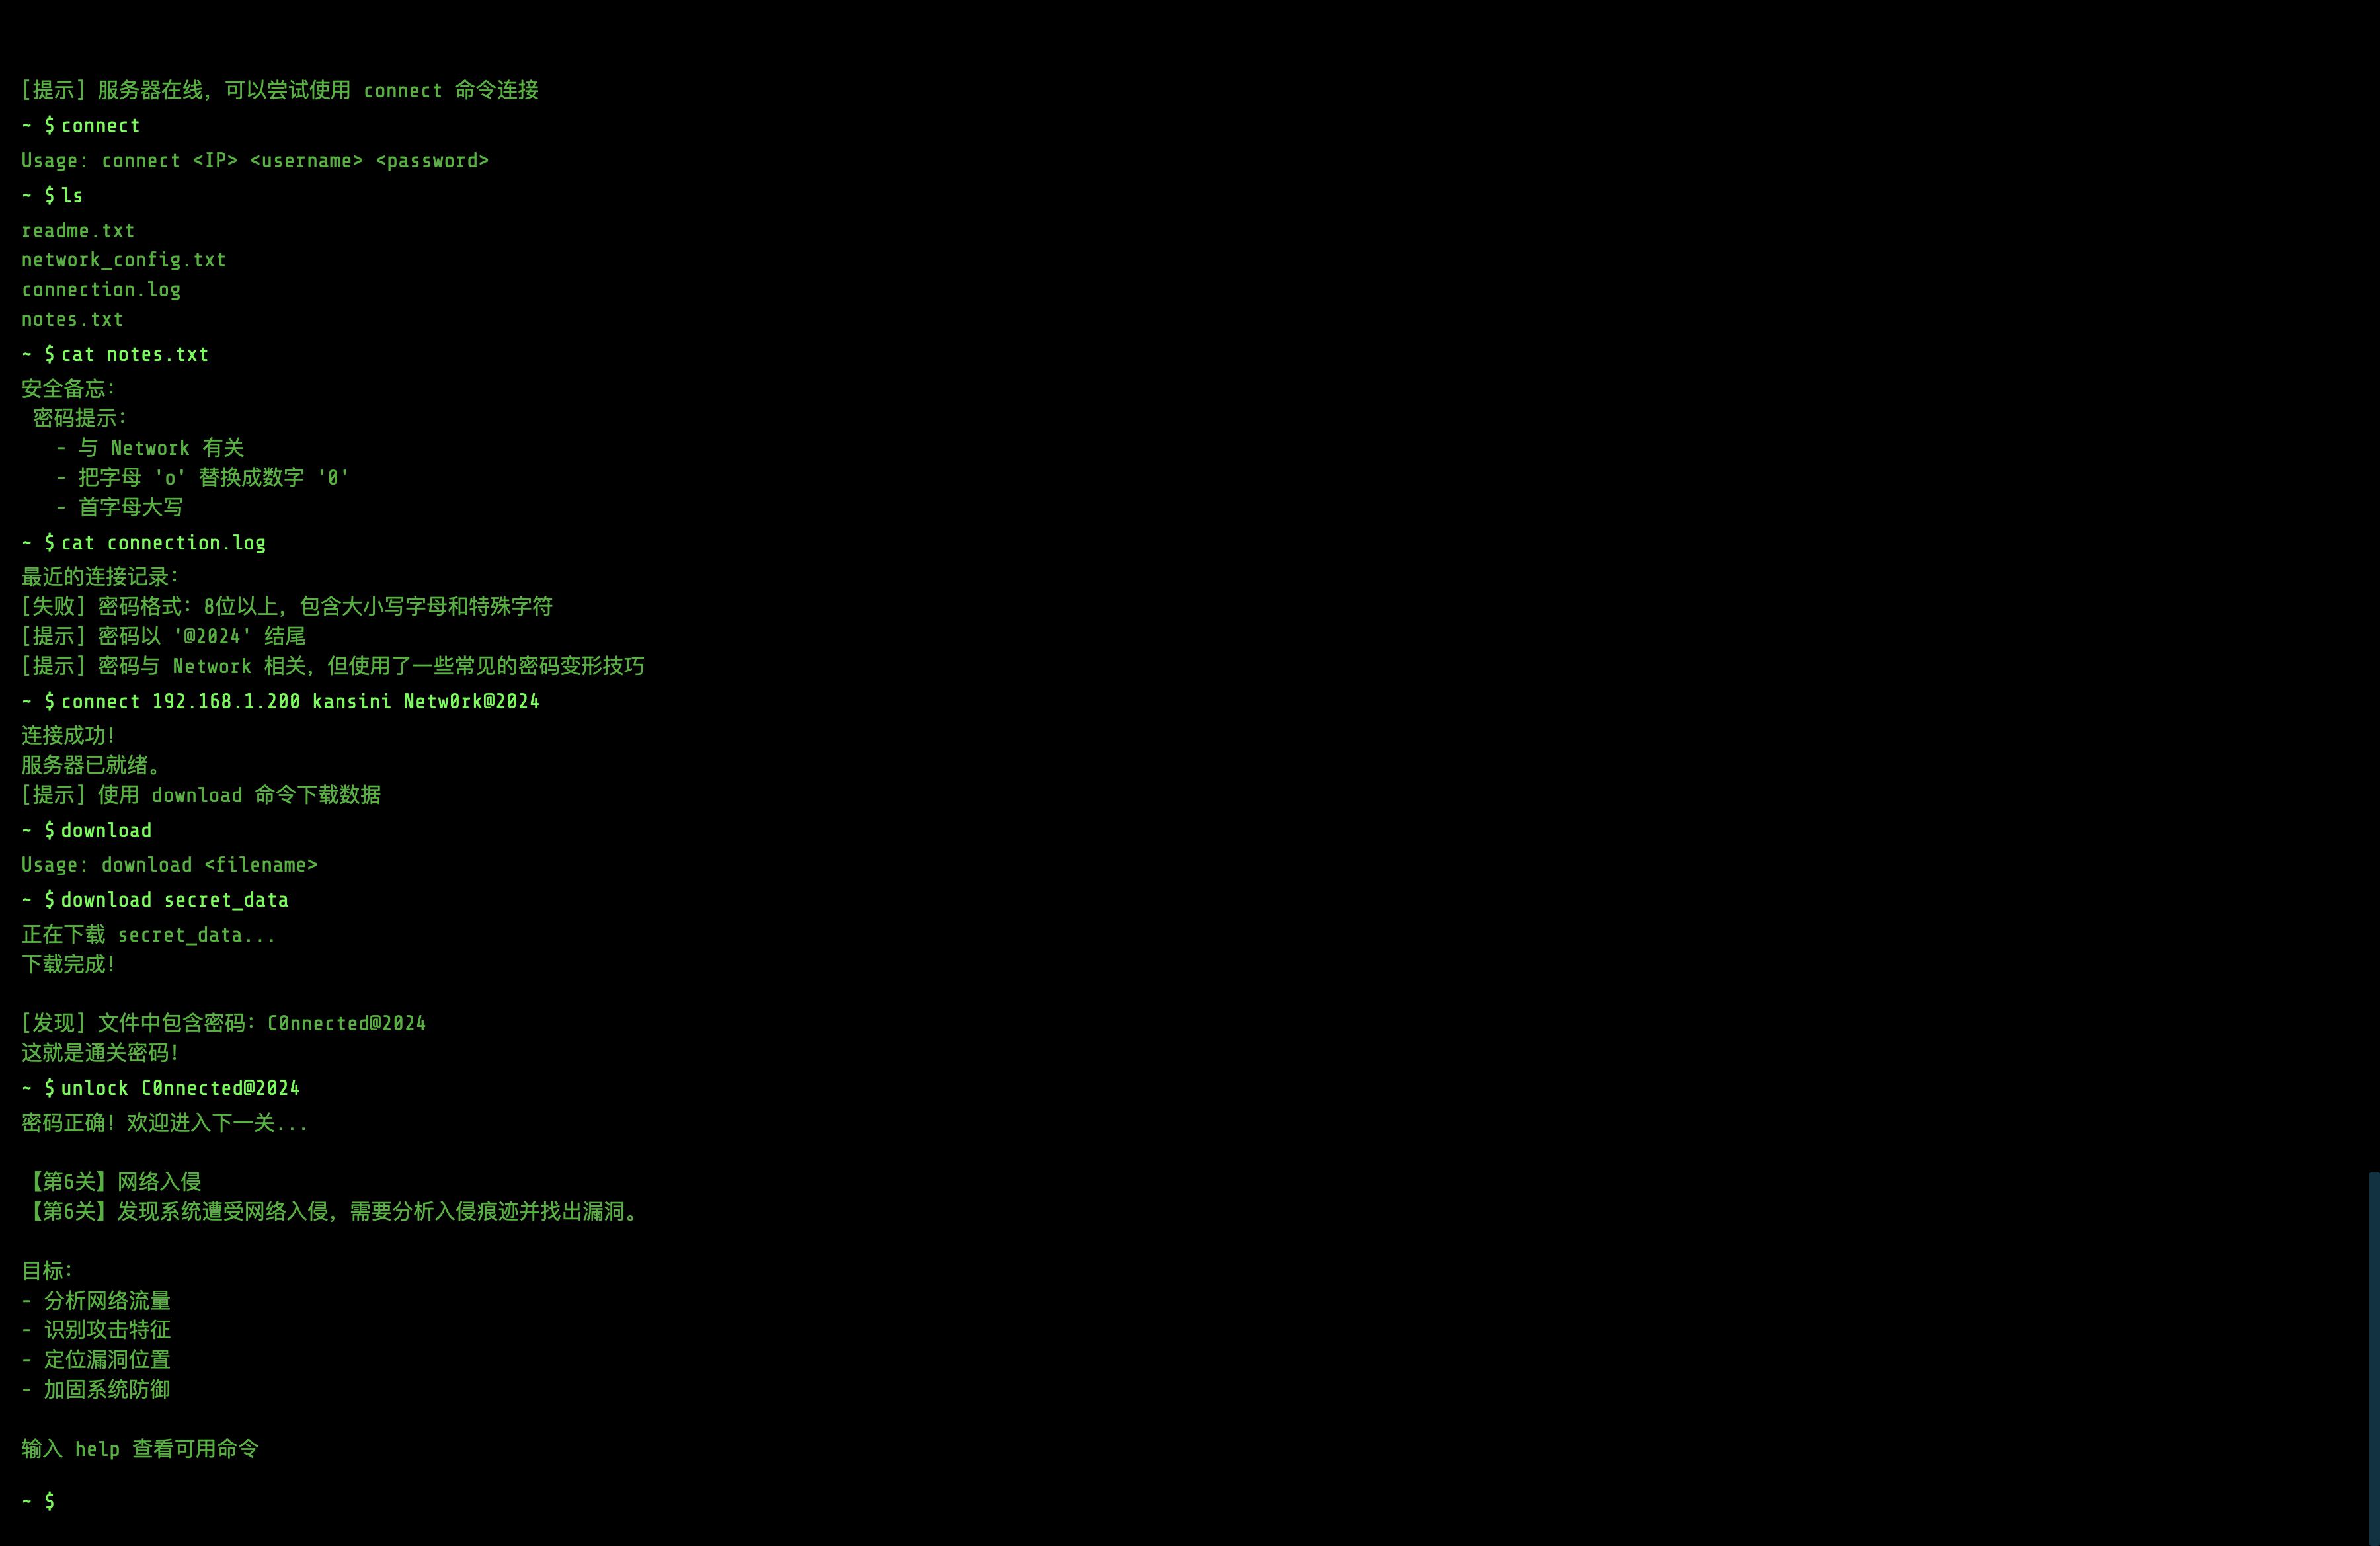 [提示] 服务器在线，可以尝试使用 connect 命令连接
~ $ connect
Usage: connect <IP> <username> <password>
~ $ ls
readme.txt
network_config.txt
connection.log
notes.txt
~ $ cat notes.txt
安全备忘：
 密码提示：
   - 与 Network 有关
   - 把字母 'o' 替换成数字 '0'
   - 首字母大写
~ $ cat connection.log
最近的连接记录：
[失败] 密码格式：8位以上，包含大小写字母和特殊字符
[提示] 密码以 '@2024' 结尾
[提示] 密码与 Network 相关，但使用了一些常见的密码变形技巧
~ $ connect 192.168.1.200 kansini Netw0rk@2024
连接成功！
服务器已就绪。
[提示] 使用 download 命令下载数据
~ $ download
Usage: download <filename>
~ $ download secret_data
正在下载 secret_data...
下载完成！
[发现] 文件中包含密码：C0nnected@2024
这就是通关密码！
~ $ unlock C0nnected@2024
密码正确！欢迎进入下一关...
【第6关】网络入侵
【第6关】发现系统遭受网络入侵，需要分析入侵痕迹并找出漏洞。
目标：
- 分析网络流量
- 识别攻击特征
- 定位漏洞位置
- 加固系统防御
输入 help 查看可用命令
~ $